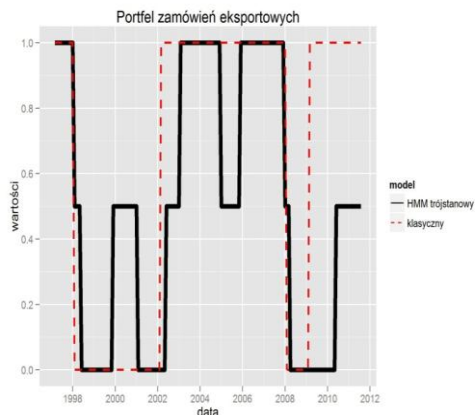 Portfel zamówień eksportowych
1.0
0.8
0.6
0.4
0.2
0.0
wartości
1998
2000
2002
2004
2006
2008
2010
2012
data
model
HMM trójstanowy
klasyczny